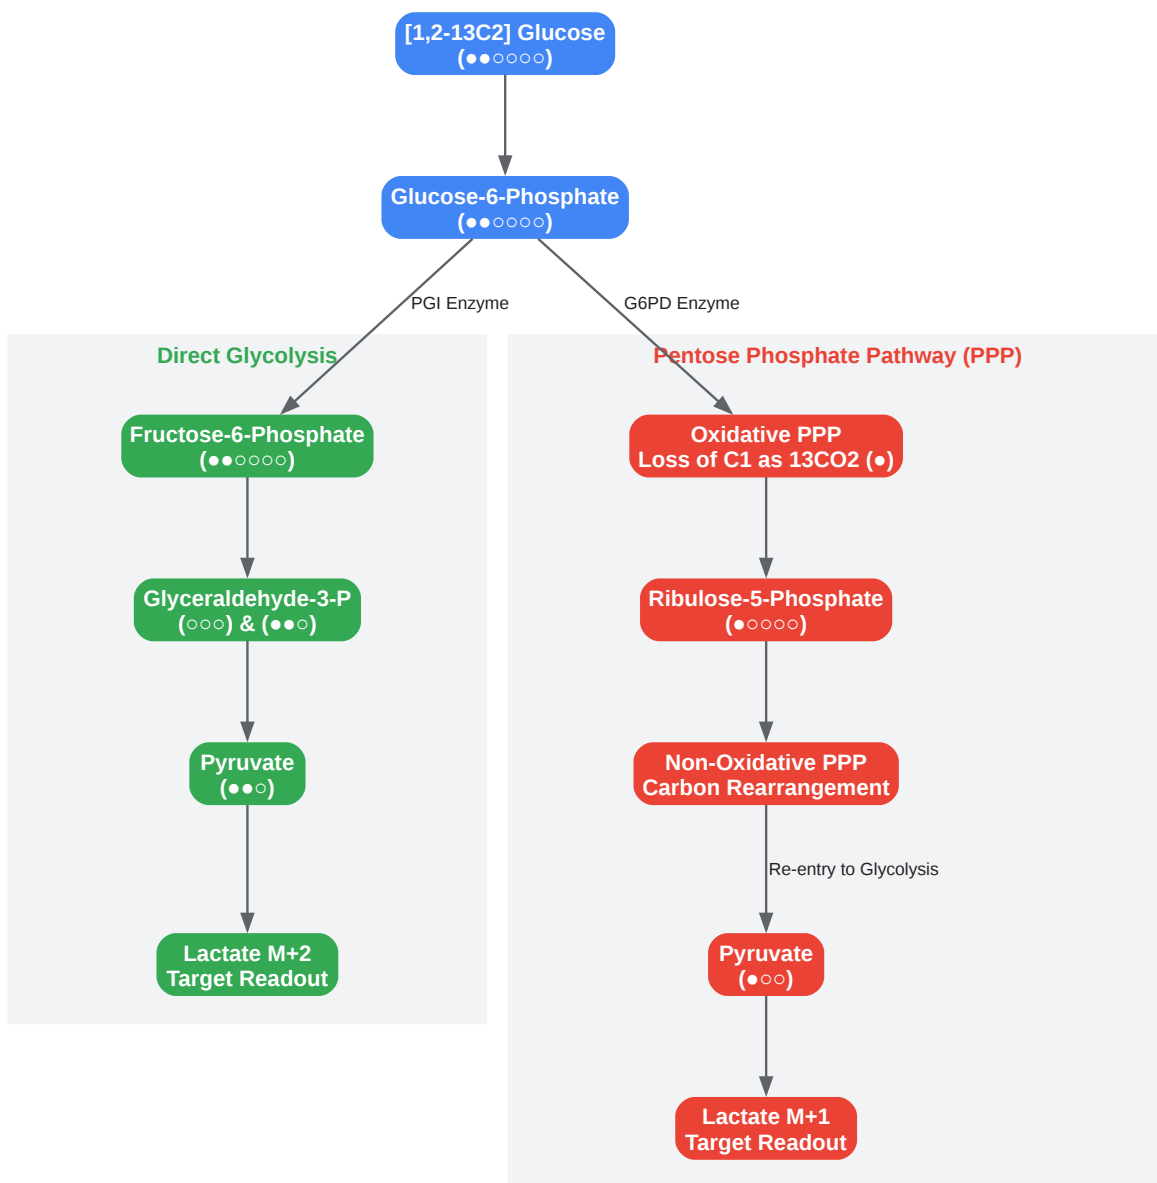 [1,2-13C2] Glucose
(●●○○○○)
Glucose-6-Phosphate
(●●○○○○)
PGI Enzyme
G6PD Enzyme
Direct Glycolysis
Pentose Phosphate Pathway (PPP)
Fructose-6-Phosphate
(●●○○○○)
Oxidative PPP
Loss of C1 as 13CO2 (●)
Glyceraldehyde-3-P
(○○○) & (●●○)
Ribulose-5-Phosphate
(●○○○○)
Pyruvate
(●●○)
Non-Oxidative PPP
Carbon Rearrangement
Re-entry to Glycolysis
Lactate M+2
Target Readout
Pyruvate
(●○○)
Lactate M+1
Target Readout